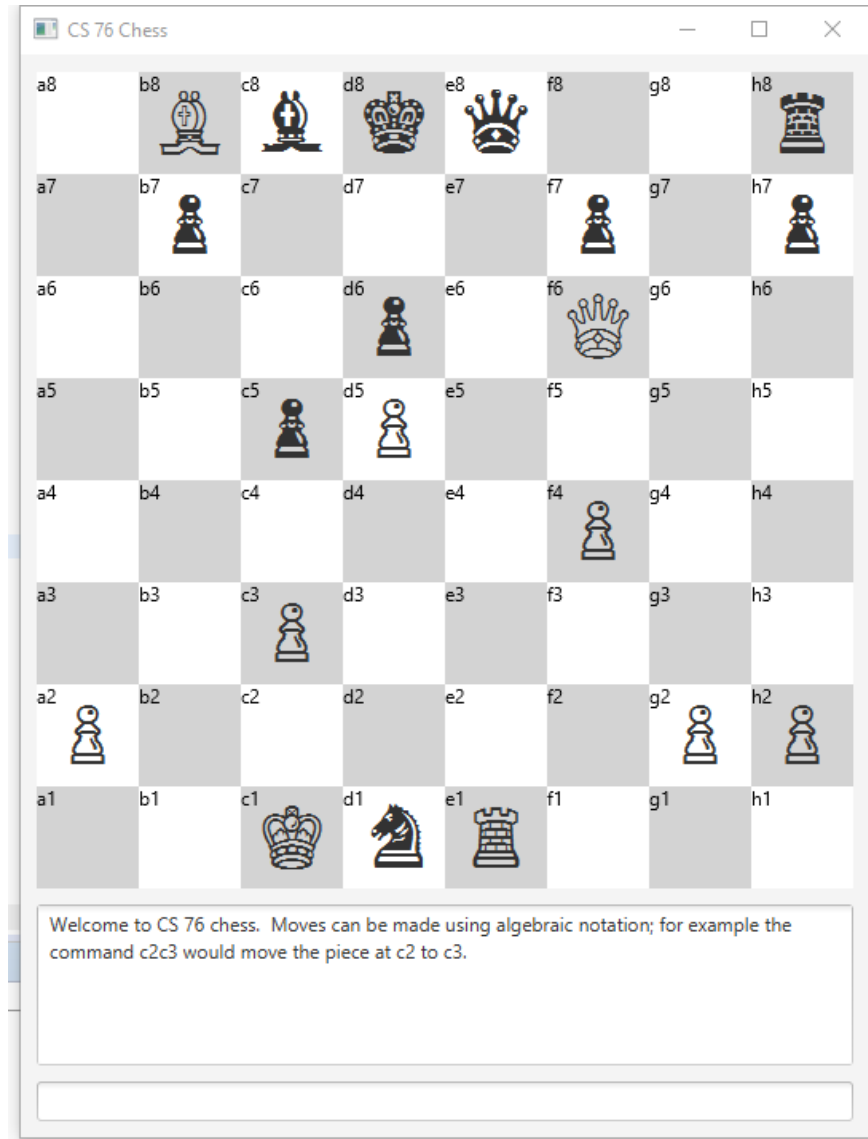 CS 76 Chess
a8 b8 c8 d8 e8 f8 g8 h8
a7 b7 c7 d7 e7 f7 g7 h7
a6 b6 c6 d6 e6 f6 g6 h6
a5 b5 c5 d5 e5 f5 g5 h5
a4 b4 c4 d4 e4 f4 g4 h4
a3 b3 c3 d3 e3 f3 g3 h3
a2 b2 c2 d2 e2 f2 g2 h2
a1 b1 c1 d1 e1 f1 g1 h1
Welcome to CS 76 chess.  Moves can be made using algebraic notation; for example the
command c2c3 would move the piece at c2 to c3.